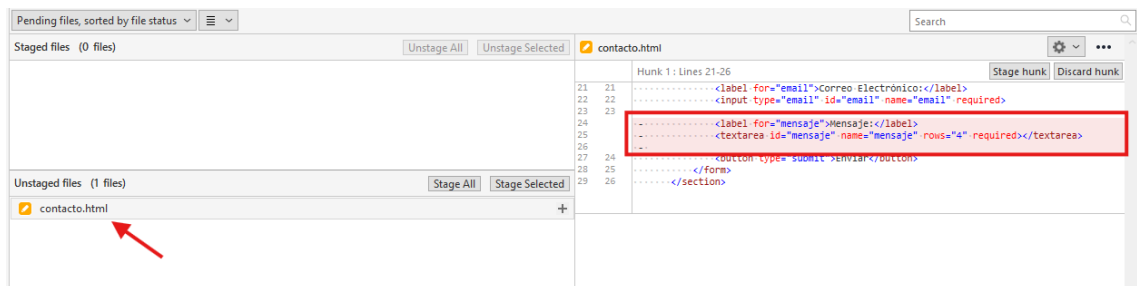 Pending files, sorted by file status
Search
Staged files (0 files)
Unstage All Unstage Selected
contacto.html
Hunk 1 : Lines 21-26
Stage hunk Discard hunk
21 21 <label for="email">Correo Electrónico:</label>
22 22 <input type="email" id="email" name="email" required>
23 23
24 - <label for="mensaje">Mensaje:</label>
25 - <textarea id="mensaje" name="mensaje" rows="4" required></textarea>
26 -
27 24 <button type="submit">Enviar</button>
28 25 </form>
29 26 </section>
Unstaged files (1 files)
Stage All Stage Selected
contacto.html